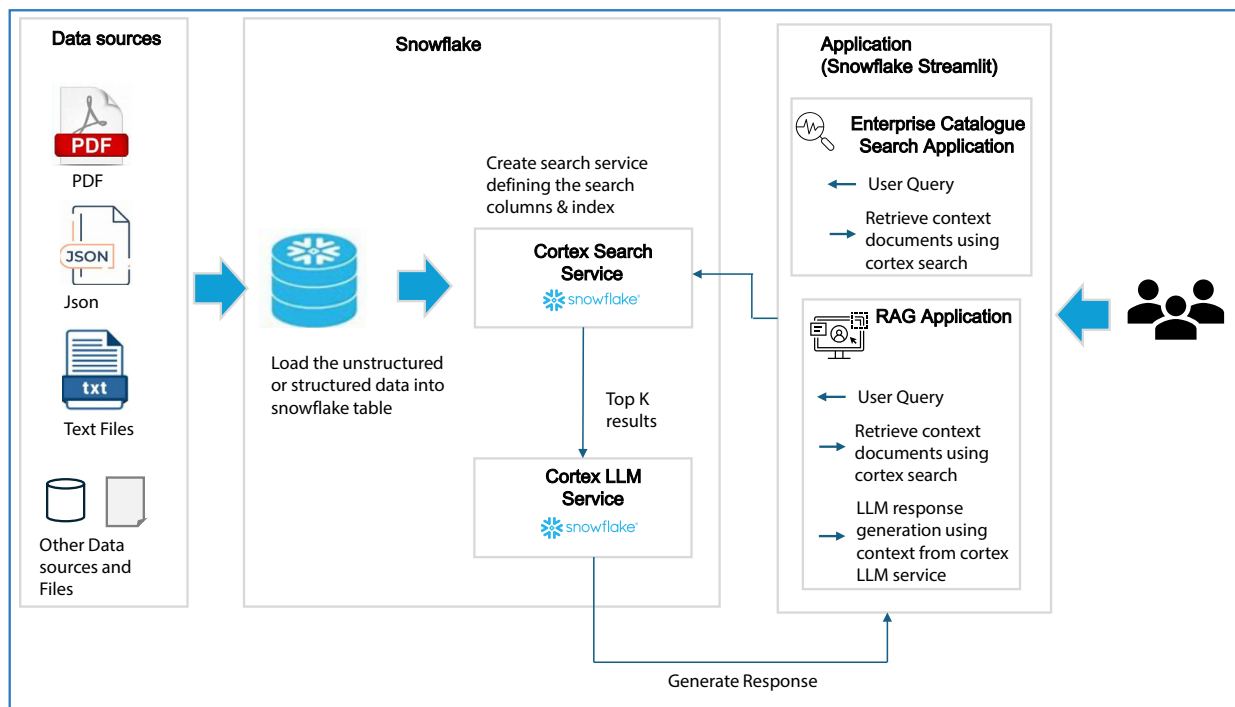 Data sources
PDF
PDF
JSON
Json
txt
Text Files
Other Data
sources and
Files
Snowflake
Load the unstructured
or structured data into
snowflake table
Create search service
defining the search
columns & index
Cortex Search
Service
snowflake®
Top K
results
Cortex LLM
Service
snowflake®
Generate Response
Application
(Snowflake Streamlit)
Enterprise Catalogue
Search Application
User Query
Retrieve context
documents using
cortex search
RAG Application
User Query
Retrieve context
documents using
cortex search
LLM response
generation using
context from cortex
LLM service